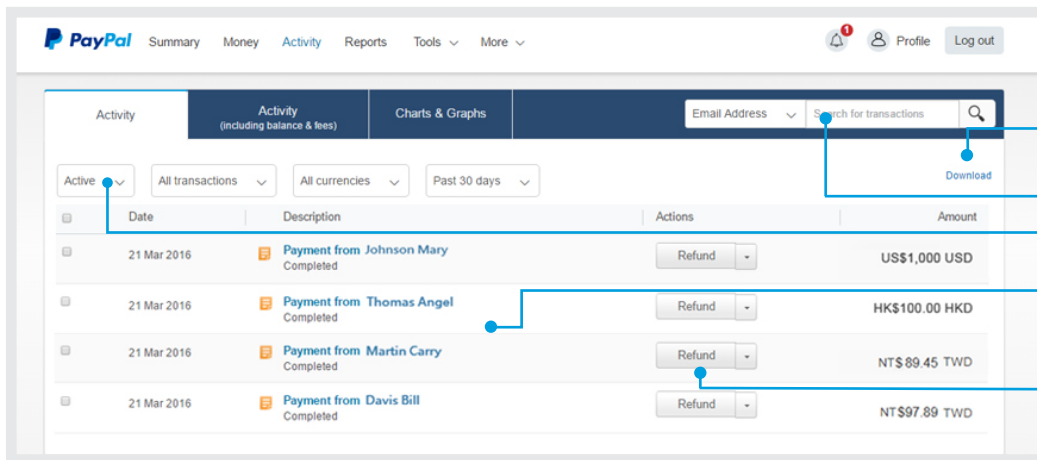 PayPal Summary Money Activity Reports Tools More 1 Profile Log out
Activity
Activity
(including balance & fees)
Charts & Graphs
Email Address
Search for transactions
Download
Active All transactions All currencies Past 30 days
Date Description Actions Amount
21 Mar 2016 Payment from Johnson Mary Refund US$1,000 USD
Completed
21 Mar 2016 Payment from Thomas Angel Refund HK$100.00 HKD
Completed
21 Mar 2016 Payment from Martin Carry Refund NT$89.45 TWD
Completed
21 Mar 2016 Payment from Davis Bill Refund NT$97.89 TWD
Completed